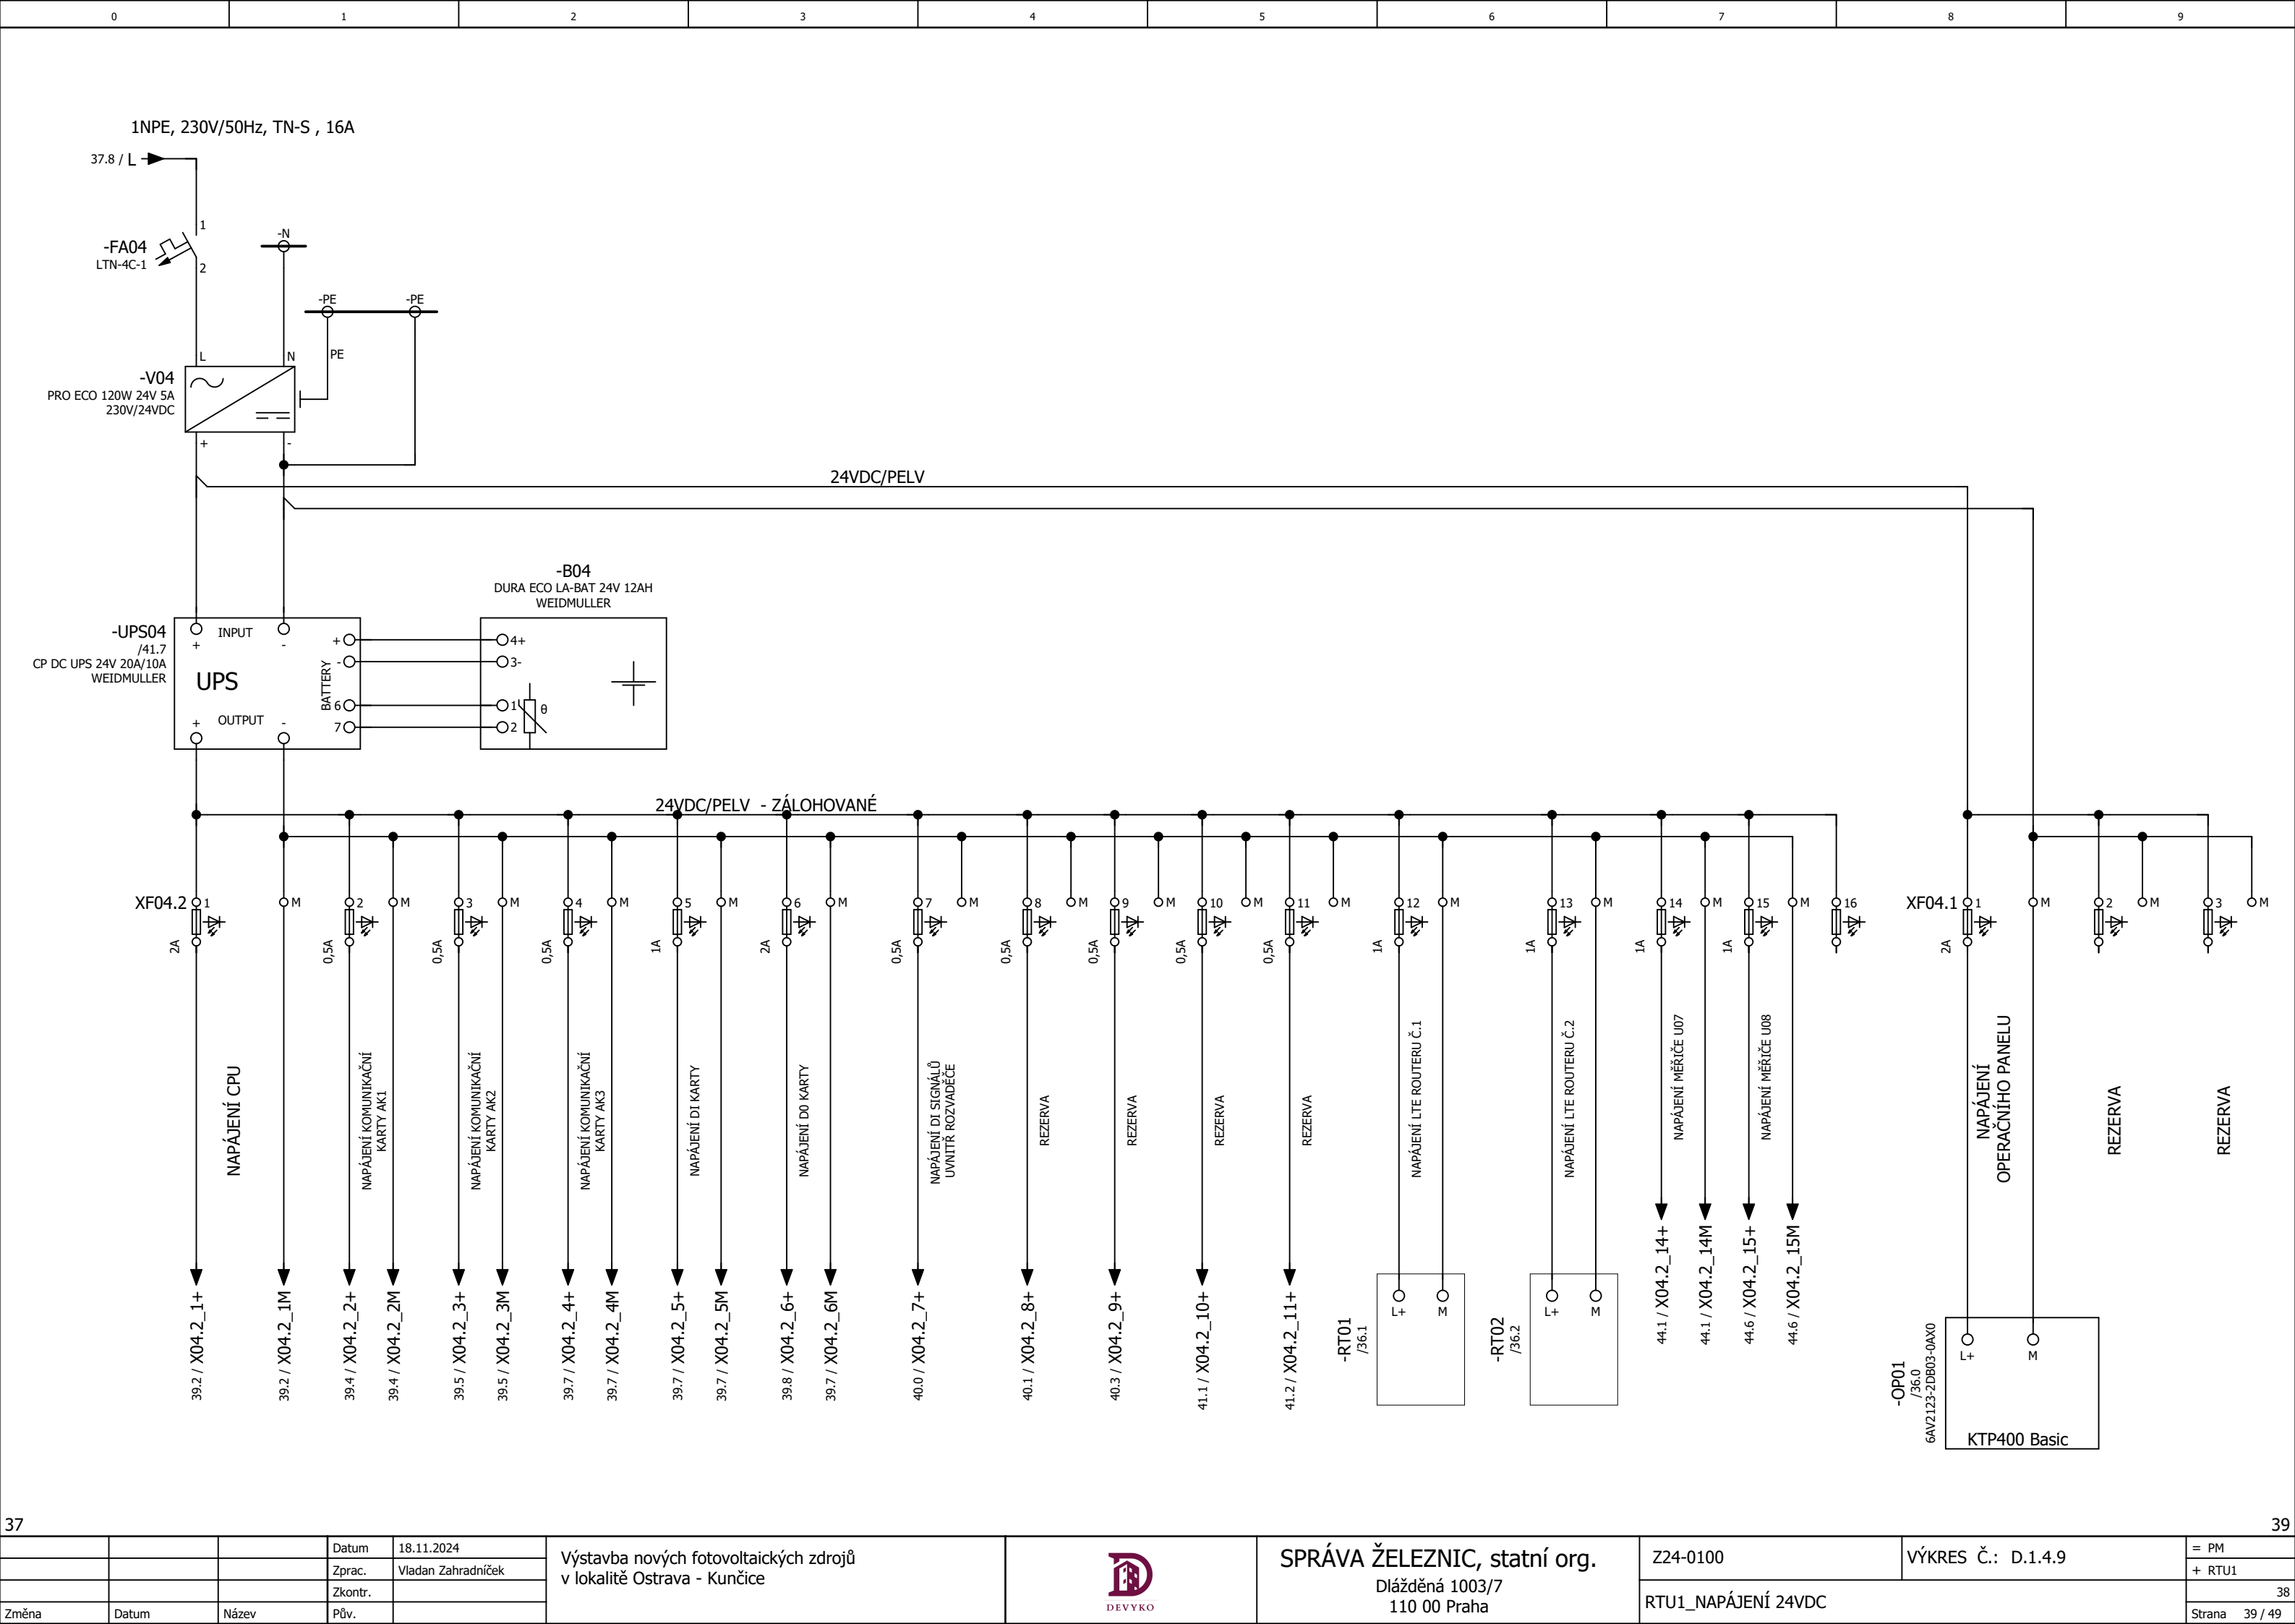 0 1 2 3 4 5 6 7 8 9
1NPE, 230V/50Hz, TN-S , 16A
37.8 / L
1
-FA04
LTN-4C-1
2
-N
-PE -PE
PE
L N
-V04
PRO ECO 120W 24V 5A
230V/24VDC
+ -
24VDC/PELV
-B04
DURA ECO LA-BAT 24V 12AH
WEIDMULLER
-UPS04
/41.7
CP DC UPS 24V 20A/10A
WEIDMULLER
INPUT
+ -
UPS
OUTPUT
+ -
BATTERY
+
-
6
7
4+
3-
1
2
θ
24VDC/PELV - ZÁLOHOVANÉ
XF04.2 1 M 2 M 3 M 4 M 5 M 6 M 7 M 8 M 9 M 10 M 11 M 12 M 13 M 14 M 15 M 16
XF04.1 1 M 2 M 3 M
2A 0,5A 0,5A 0,5A 1A 2A 0,5A 0,5A 0,5A 0,5A 0,5A 1A 1A 1A 1A 2A
NAPÁJENÍ CPU
NAPÁJENÍ KOMUNIKAČNÍ
KARTY AK1
NAPÁJENÍ KOMUNIKAČNÍ
KARTY AK2
NAPÁJENÍ KOMUNIKAČNÍ
KARTY AK3
NAPÁJENÍ DI KARTY
NAPÁJENÍ D0 KARTY
NAPÁJENÍ DI SIGNÁLŮ
UVNITŘ ROZVADĚČE
REZERVA
REZERVA
REZERVA
REZERVA
NAPÁJENÍ LTE ROUTERU Č.1
NAPÁJENÍ LTE ROUTERU Č.2
NAPÁJENÍ MĚŘIČE U07
NAPÁJENÍ MĚŘIČE U08
NAPÁJENÍ
OPERAČNÍHO PANELU
REZERVA
REZERVA
39.2 / X04.2_1+
39.2 / X04.2_1M
39.4 / X04.2_2+
39.4 / X04.2_2M
39.5 / X04.2_3+
39.5 / X04.2_3M
39.7 / X04.2_4+
39.7 / X04.2_4M
39.7 / X04.2_5+
39.7 / X04.2_5M
39.8 / X04.2_6+
39.7 / X04.2_6M
40.0 / X04.2_7+
40.1 / X04.2_8+
40.3 / X04.2_9+
41.1 / X04.2_10+
41.2 / X04.2_11+
-RT01
/36.1
L+ M
-RT02
/36.2
L+ M
44.1 / X04.2_14+
44.1 / X04.2_14M
44.6 / X04.2_15+
44.6 / X04.2_15M
-OP01
/36.0
6AV2123-2DB03-0AX0
L+ M
KTP400 Basic
37
39
Datum 18.11.2024
Zprac. Vladan Zahradníček
Zkontr.
Změna Datum Název Pův.
Výstavba nových fotovoltaických zdrojů
v lokalitě Ostrava - Kunčice
DEVYKO
SPRÁVA ŽELEZNIC, statní org.
Dlážděná 1003/7
110 00 Praha
Z24-0100
VÝKRES Č.: D.1.4.9
RTU1_NAPÁJENÍ 24VDC
= PM
+ RTU1
38
Strana 39 / 49